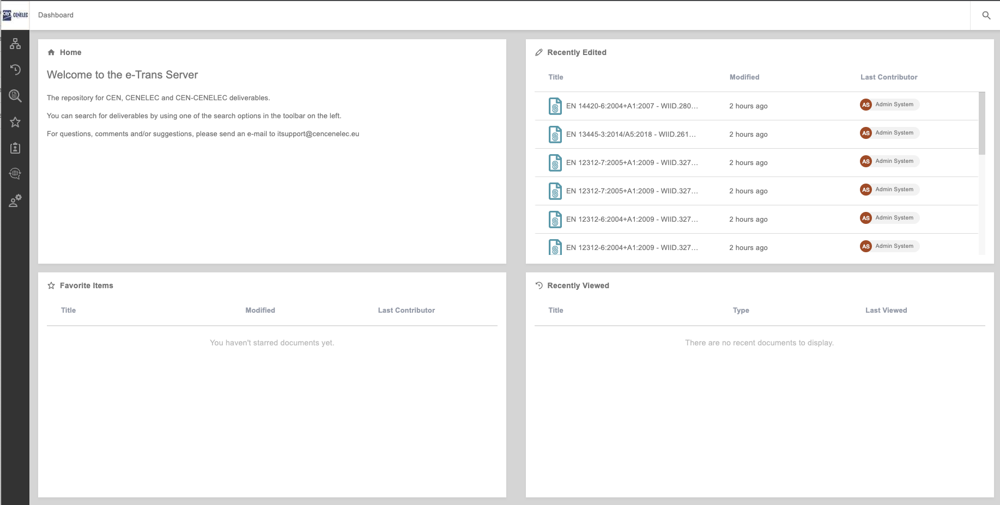 cen CENELEC
Dashboard
Home
Welcome to the e-Trans Server
The repository for CEN, CENELEC and CEN-CENELEC deliverables.
You can search for deliverables by using one of the search options in the toolbar on the left.
For questions, comments and/or suggestions, please send an e-mail to itsupport@cencenelec.eu
Recently Edited
Title Modified Last Contributor
EN 14420-6:2004+A1:2007 - WIID.280... 2 hours ago AS Admin System
EN 13445-3:2014/A5:2018 - WIID.261... 2 hours ago AS Admin System
EN 12312-7:2005+A1:2009 - WIID.327... 2 hours ago AS Admin System
EN 12312-7:2005+A1:2009 - WIID.327... 2 hours ago AS Admin System
EN 12312-6:2004+A1:2009 - WIID.327... 2 hours ago AS Admin System
EN 12312-6:2004+A1:2009 - WIID.327... 2 hours ago AS Admin System
Favorite Items
Title Modified Last Contributor
You haven't starred documents yet.
Recently Viewed
Title Type Last Viewed
There are no recent documents to display.